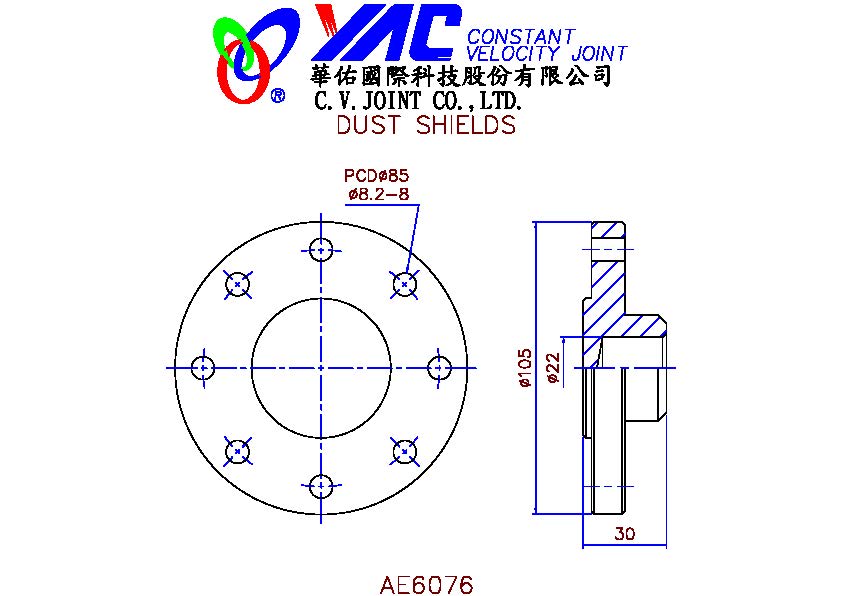 YAC CONSTANT
VELOCITY JOINT
®
華佑國際科技股份有限公司
C.V.JOINT CO.,LTD.
DUST SHIELDS
PCDø85
ø8.2-8
ø105
ø22
30
AE6076